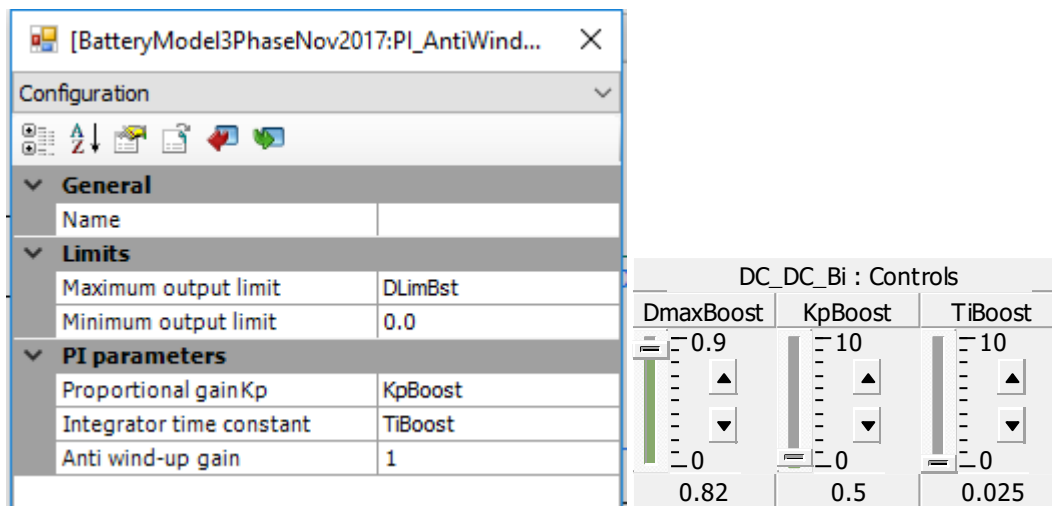 [BatteryModel3PhaseNov2017:PI_AntiWind...
Configuration
General
Name
Limits
Maximum output limit DLimBst
Minimum output limit 0.0
PI parameters
Proportional gainKp KpBoost
Integrator time constant TiBoost
Anti wind-up gain 1
DC_DC_Bi : Controls
DmaxBoost KpBoost TiBoost
0.9 10 10
0 0 0
0.82 0.5 0.025